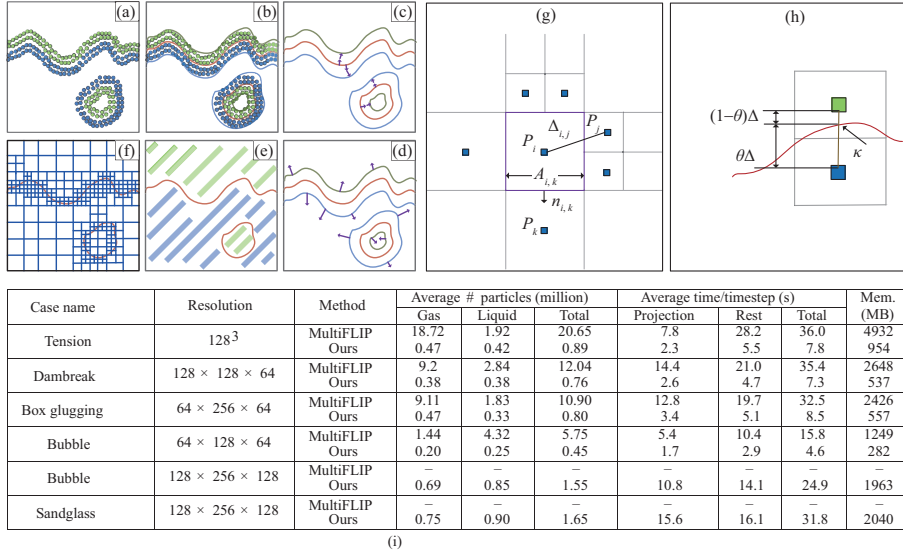 (a)
(b)
(c)
(g)
(h)
P_j
Δ_{i,j}
P_i
A_{i,k}
n_{i,k}
P_k
(1−θ)Δ
θΔ
κ
(f)
(e)
(d)
Case name Resolution Method Average # particles (million) Average time/timestep (s) Mem. (MB)
Gas Liquid Total Projection Rest Total
Tension 128^3 MultiFLIP 18.72 1.92 20.65 7.8 28.2 36.0 4932
Ours 0.47 0.42 0.89 2.3 5.5 7.8 954
Dambreak 128 × 128 × 64 MultiFLIP 9.2 2.84 12.04 14.4 21.0 35.4 2648
Ours 0.38 0.38 0.76 2.6 4.7 7.3 537
Box glugging 64 × 256 × 64 MultiFLIP 9.11 1.83 10.90 12.8 19.7 32.5 2426
Ours 0.47 0.33 0.80 3.4 5.1 8.5 557
Bubble 64 × 128 × 64 MultiFLIP 1.44 4.32 5.75 5.4 10.4 15.8 1249
Ours 0.20 0.25 0.45 1.7 2.9 4.6 282
Bubble 128 × 256 × 128 MultiFLIP – – – – – – –
Ours 0.69 0.85 1.55 10.8 14.1 24.9 1963
Sandglass 128 × 256 × 128 MultiFLIP – – – – – – –
Ours 0.75 0.90 1.65 15.6 16.1 31.8 2040
(i)